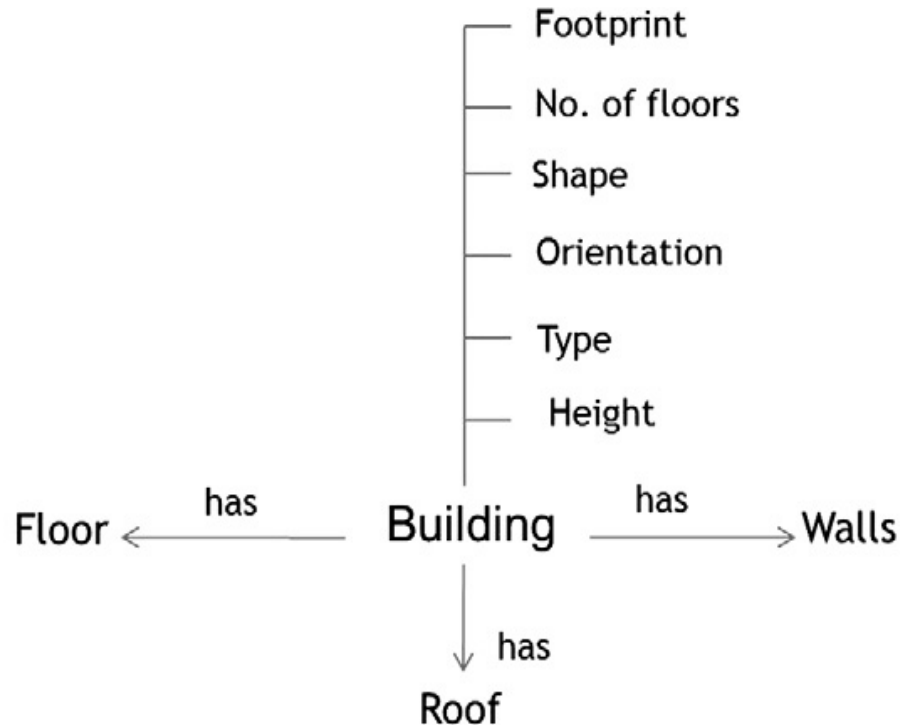 Footprint
No. of floors
Shape
Orientation
Type
Height
has
has
Floor
Building
Walls
has
Roof